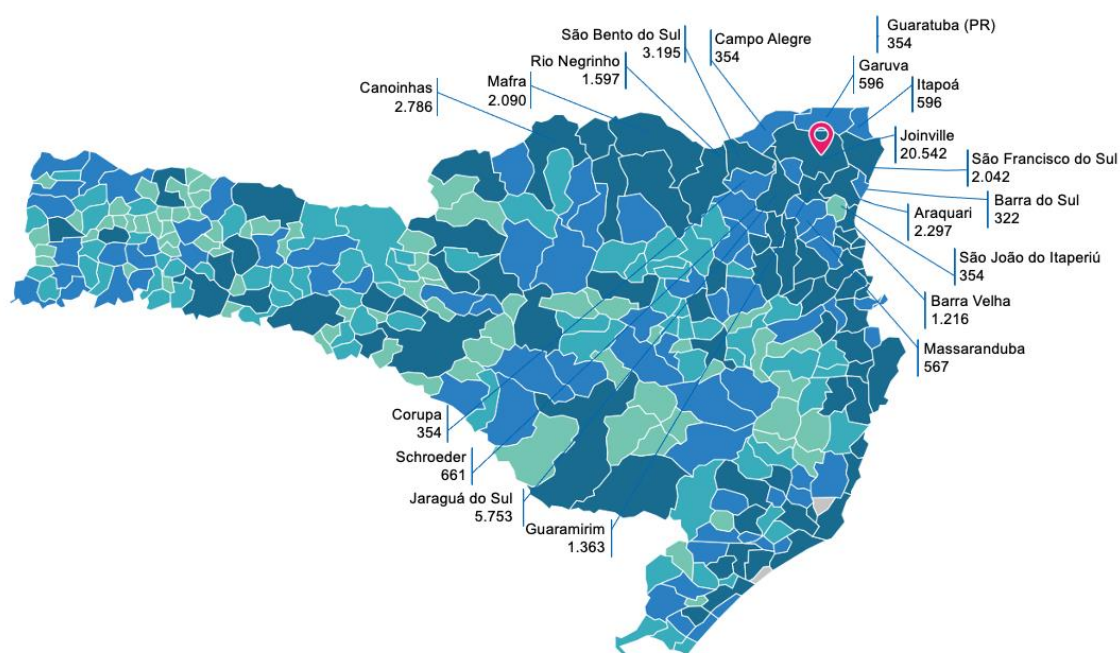 Guaratuba (PR)
354
São Bento do Sul
3.195
Campo Alegre
354
Rio Negrinho
1.597
Garuva
596
Mafra
2.090
Canoinhas
2.786
Itapoá
596
Joinville
20.542
São Francisco do Sul
2.042
Barra do Sul
322
Araquari
2.297
São João do Itaperiú
354
Barra Velha
1.216
Massaranduba
567
Corupa
354
Schroeder
661
Jaraguá do Sul
5.753
Guaramirim
1.363